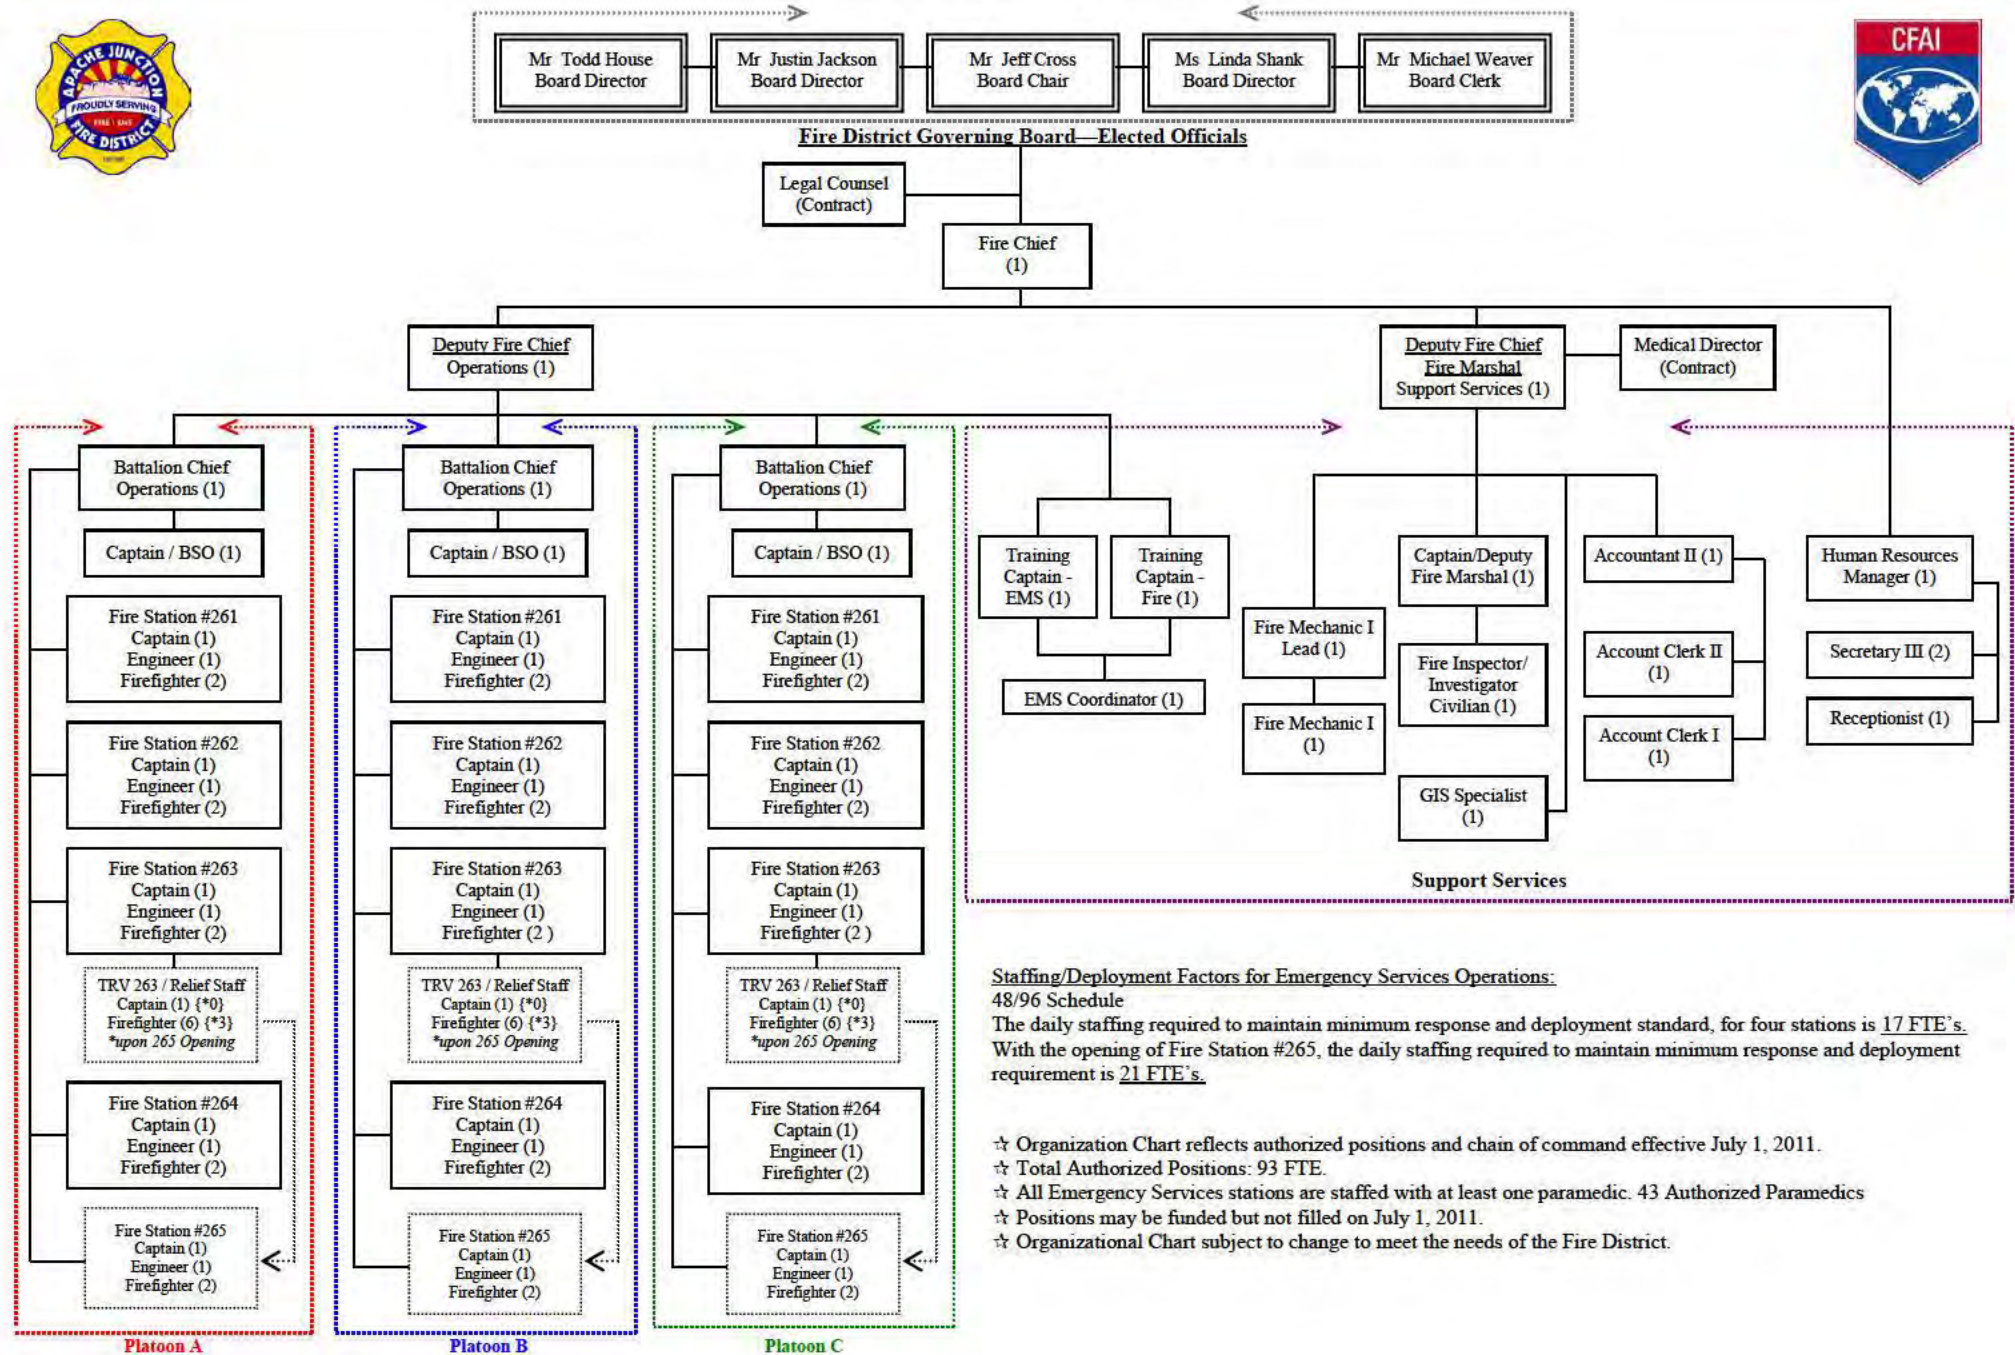 APACHE JUNCTION
PROUDLY SERVING
FIRE EMS
FIRE DISTRICT
CFAI
Mr Todd House
Board Director
Mr Justin Jackson
Board Director
Mr Jeff Cross
Board Chair
Ms Linda Shank
Board Director
Mr Michael Weaver
Board Clerk
Fire District Governing Board—Elected Officials
Legal Counsel
(Contract)
Fire Chief
(1)
Deputy Fire Chief
Operations (1)
Deputy Fire Chief
Fire Marshal
Support Services (1)
Medical Director
(Contract)
Battalion Chief
Operations (1)
Captain / BSO (1)
Fire Station #261
Captain (1)
Engineer (1)
Firefighter (2)
Fire Station #262
Captain (1)
Engineer (1)
Firefighter (2)
Fire Station #263
Captain (1)
Engineer (1)
Firefighter (2)
TRV 263 / Relief Staff
Captain (1) {*0}
Firefighter (6) {*3}
*upon 265 Opening
Fire Station #264
Captain (1)
Engineer (1)
Firefighter (2)
Fire Station #265
Captain (1)
Engineer (1)
Firefighter (2)
Platoon A
Battalion Chief
Operations (1)
Captain / BSO (1)
Fire Station #261
Captain (1)
Engineer (1)
Firefighter (2)
Fire Station #262
Captain (1)
Engineer (1)
Firefighter (2)
Fire Station #263
Captain (1)
Engineer (1)
Firefighter (2 )
TRV 263 / Relief Staff
Captain (1) {*0}
Firefighter (6) {*3}
*upon 265 Opening
Fire Station #264
Captain (1)
Engineer (1)
Firefighter (2)
Fire Station #265
Captain (1)
Engineer (1)
Firefighter (2)
Platoon B
Battalion Chief
Operations (1)
Captain / BSO (1)
Fire Station #261
Captain (1)
Engineer (1)
Firefighter (2)
Fire Station #262
Captain (1)
Engineer (1)
Firefighter (2)
Fire Station #263
Captain (1)
Engineer (1)
Firefighter (2 )
TRV 263 / Relief Staff
Captain (1) {*0}
Firefighter (6) {*3}
*upon 265 Opening
Fire Station #264
Captain (1)
Engineer (1)
Firefighter (2)
Fire Station #265
Captain (1)
Engineer (1)
Firefighter (2)
Platoon C
Training
Captain -
EMS (1)
Training
Captain -
Fire (1)
EMS Coordinator (1)
Fire Mechanic I
Lead (1)
Fire Mechanic I
(1)
Captain/Deputy
Fire Marshal (1)
Fire Inspector/
Investigator
Civilian (1)
GIS Specialist
(1)
Accountant II (1)
Account Clerk II
(1)
Account Clerk I
(1)
Human Resources
Manager (1)
Secretary III (2)
Receptionist (1)
Support Services
Staffing/Deployment Factors for Emergency Services Operations:
48/96 Schedule
The daily staffing required to maintain minimum response and deployment standard, for four stations is 17 FTE's.
With the opening of Fire Station #265, the daily staffing required to maintain minimum response and deployment
requirement is 21 FTE's.
☆ Organization Chart reflects authorized positions and chain of command effective July 1, 2011.
☆ Total Authorized Positions: 93 FTE.
☆ All Emergency Services stations are staffed with at least one paramedic. 43 Authorized Paramedics
☆ Positions may be funded but not filled on July 1, 2011.
☆ Organizational Chart subject to change to meet the needs of the Fire District.